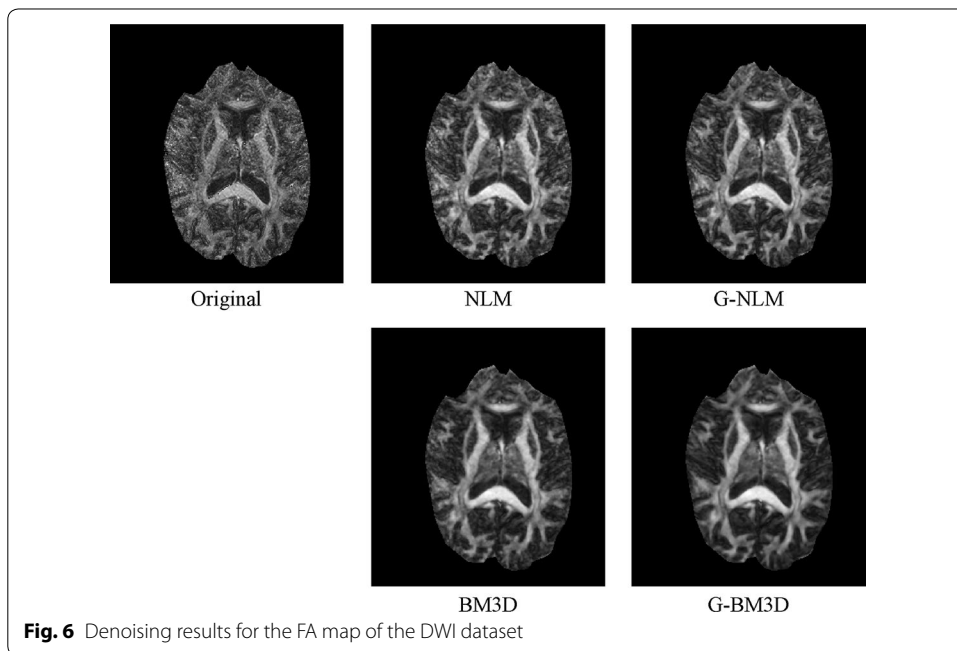 Original
NLM
G-NLM
BM3D
G-BM3D
Fig. 6 Denoising results for the FA map of the DWI dataset